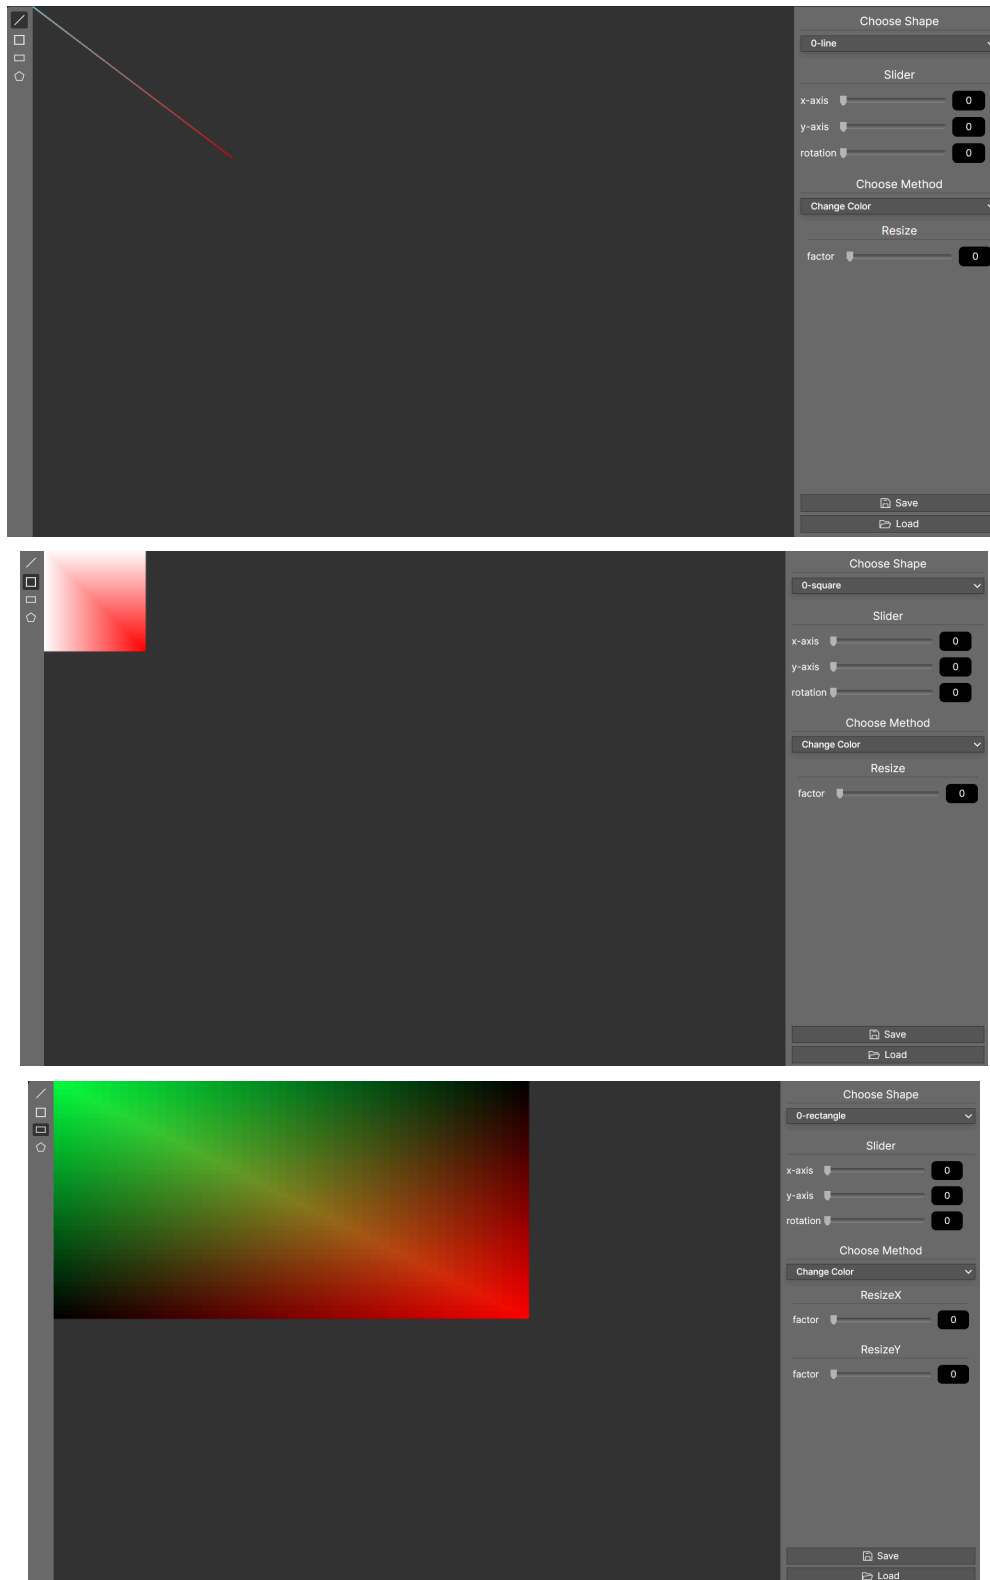 Choose Shape
0-line
Slider
x-axis 0
y-axis 0
rotation 0
Choose Method
Change Color
Resize
factor 0
Save
Load
Choose Shape
0-square
Slider
x-axis 0
y-axis 0
rotation 0
Choose Method
Change Color
Resize
factor 0
Save
Load
Choose Shape
0-rectangle
Slider
x-axis 0
y-axis 0
rotation 0
Choose Method
Change Color
ResizeX
factor 0
ResizeY
factor 0
Save
Load